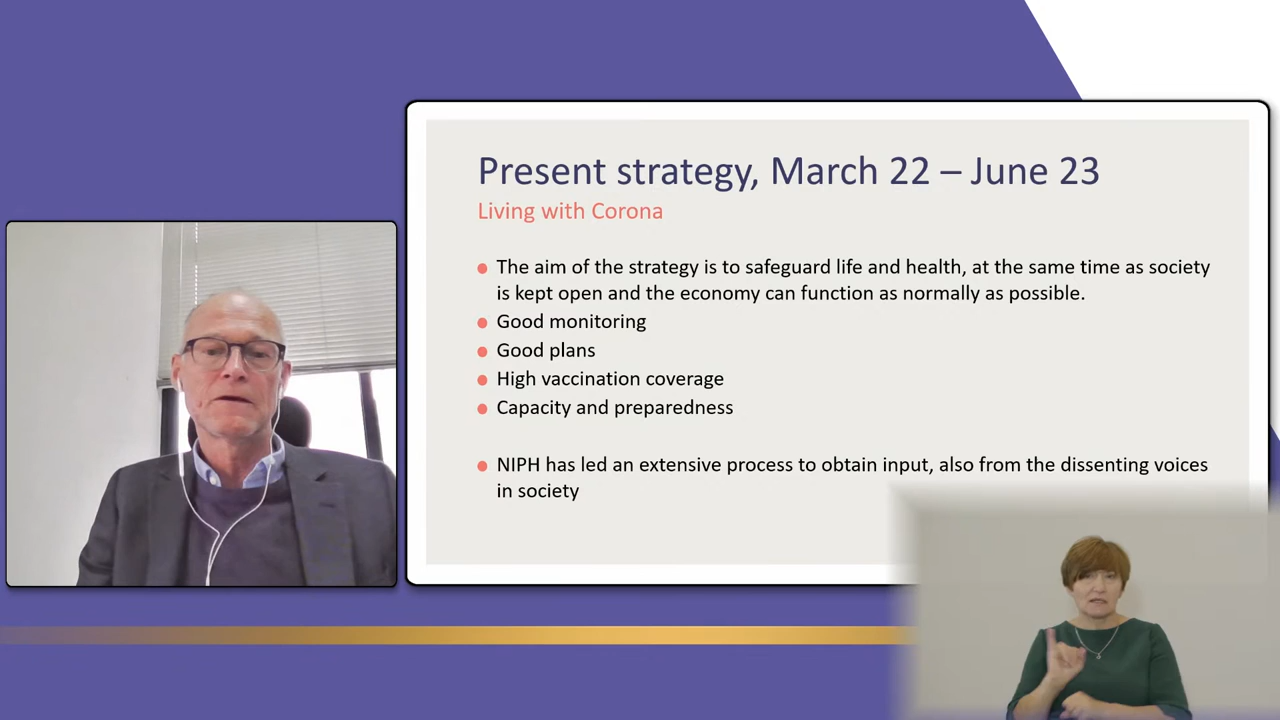 Present strategy, March 22 – June 23
Living with Corona
The aim of the strategy is to safeguard life and health, at the same time as society
is kept open and the economy can function as normally as possible.
Good monitoring
Good plans
High vaccination coverage
Capacity and preparedness
NIPH has led an extensive process to obtain input, also from the dissenting voices
in society